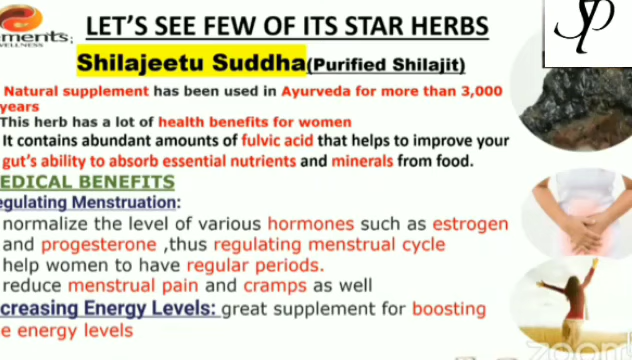 ements;
WELLNESS
LET'S SEE FEW OF ITS STAR HERBS
Sp
Shilajeetu Suddha(Purified Shilajit)
Natural supplement has been used in Ayurveda for more than 3,000
years
This herb has a lot of health benefits for women
It contains abundant amounts of fulvic acid that helps to improve your
gut's ability to absorb essential nutrients and minerals from food.
EDICAL BENEFITS
egulating Menstruation:
normalize the level of various hormones such as estrogen
and progesterone ,thus regulating menstrual cycle
help women to have regular periods.
reduce menstrual pain and cramps as well
creasing Energy Levels: great supplement for boosting
e energy levels
zoom